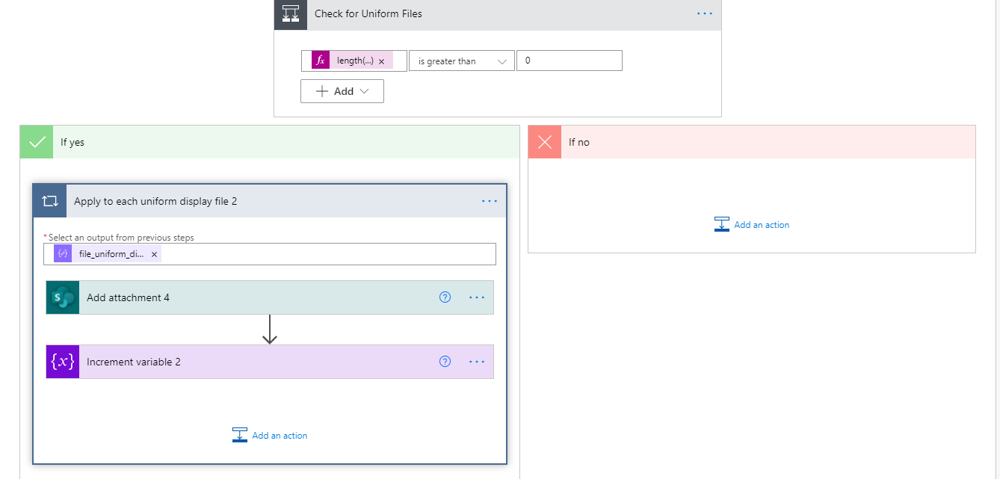 Check for Uniform Files
fx length(...) × is greater than 0
Add
If yes
If no
Apply to each uniform display file 2
* Select an output from previous steps
file_uniform_di... ×
Add an action
S Add attachment 4 ?
{x} Increment variable 2 ?
Add an action